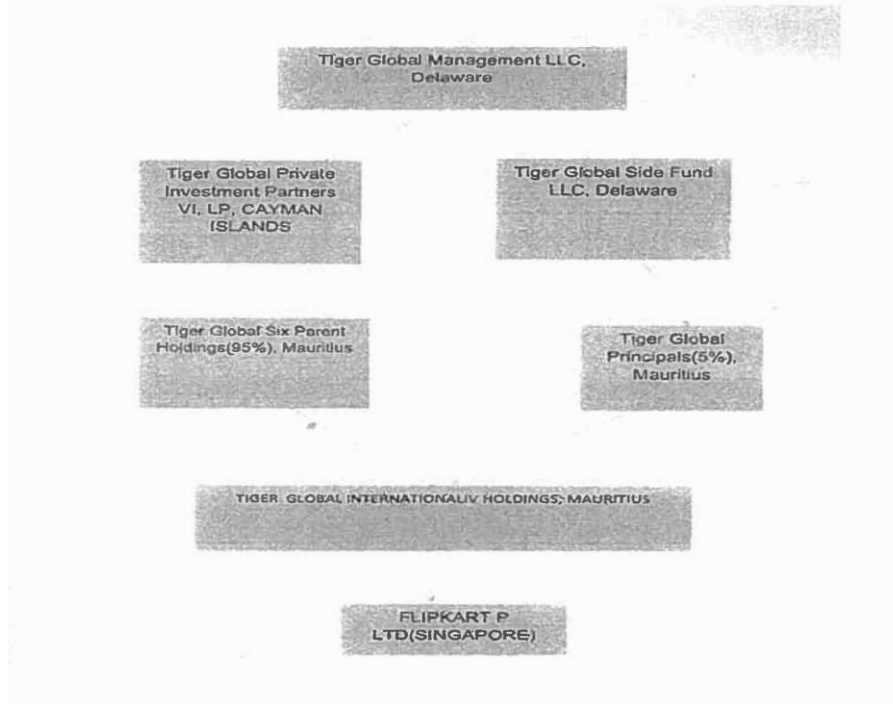 Tiger Global Management LLC,
Delaware
Tiger Global Private
Investment Partners
VI, LP, CAYMAN
ISLANDS
Tiger Global Side Fund
LLC, Delaware
Tiger Global Six Parent
Holdings(95%), Mauritius
Tiger Global
Principals(5%),
Mauritius
TIGER GLOBAL INTERNATIONALIV HOLDINGS, MAURITIUS
FLIPKART P
LTD(SINGAPORE)